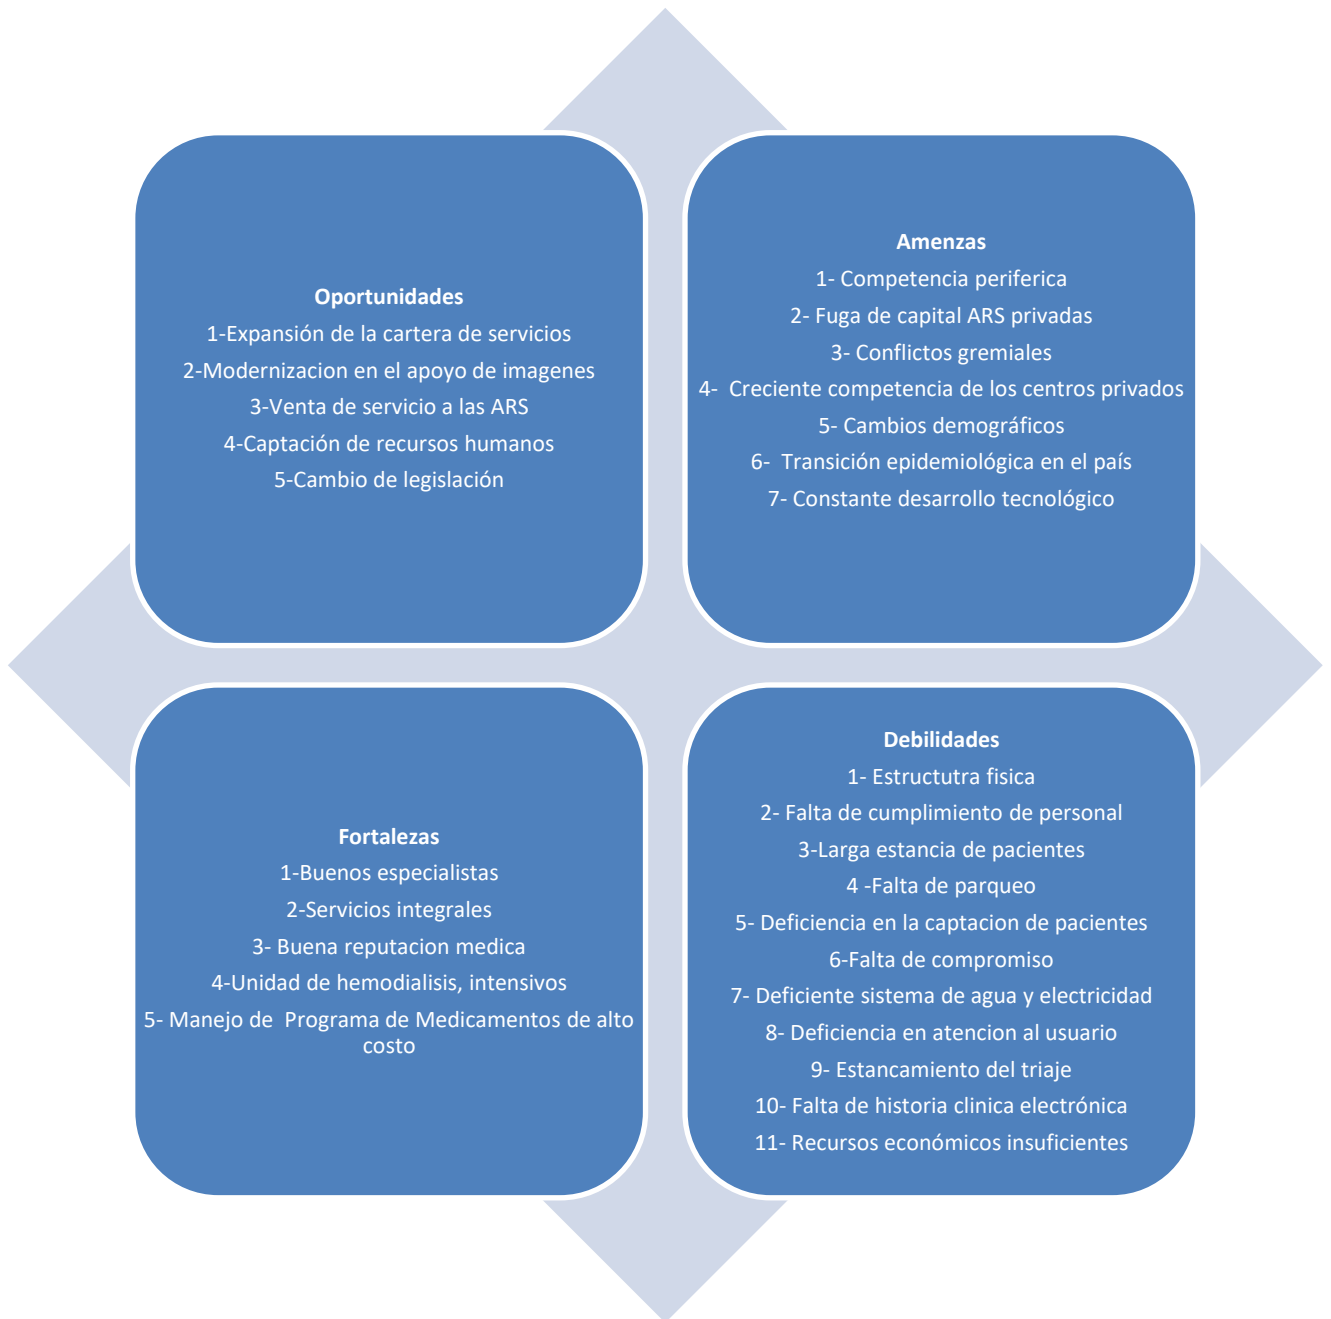 Oportunidades
1-Expansión de la cartera de servicios
2-Modernizacion en el apoyo de imagenes
3-Venta de servicio a las ARS
4-Captación de recursos humanos
5-Cambio de legislación
Amenzas
1- Competencia periferica
2- Fuga de capital ARS privadas
3- Conflictos gremiales
4- Creciente competencia de los centros privados
5- Cambios demográficos
6- Transición epidemiológica en el país
7- Constante desarrollo tecnológico
Fortalezas
1-Buenos especialistas
2-Servicios integrales
3- Buena reputacion medica
4-Unidad de hemodialisis, intensivos
5- Manejo de Programa de Medicamentos de alto
costo
Debilidades
1- Estructutra fisica
2- Falta de cumplimiento de personal
3-Larga estancia de pacientes
4 -Falta de parqueo
5- Deficiencia en la captacion de pacientes
6-Falta de compromiso
7- Deficiente sistema de agua y electricidad
8- Deficiencia en atencion al usuario
9- Estancamiento del triaje
10- Falta de historia clinica electrónica
11- Recursos económicos insuficientes